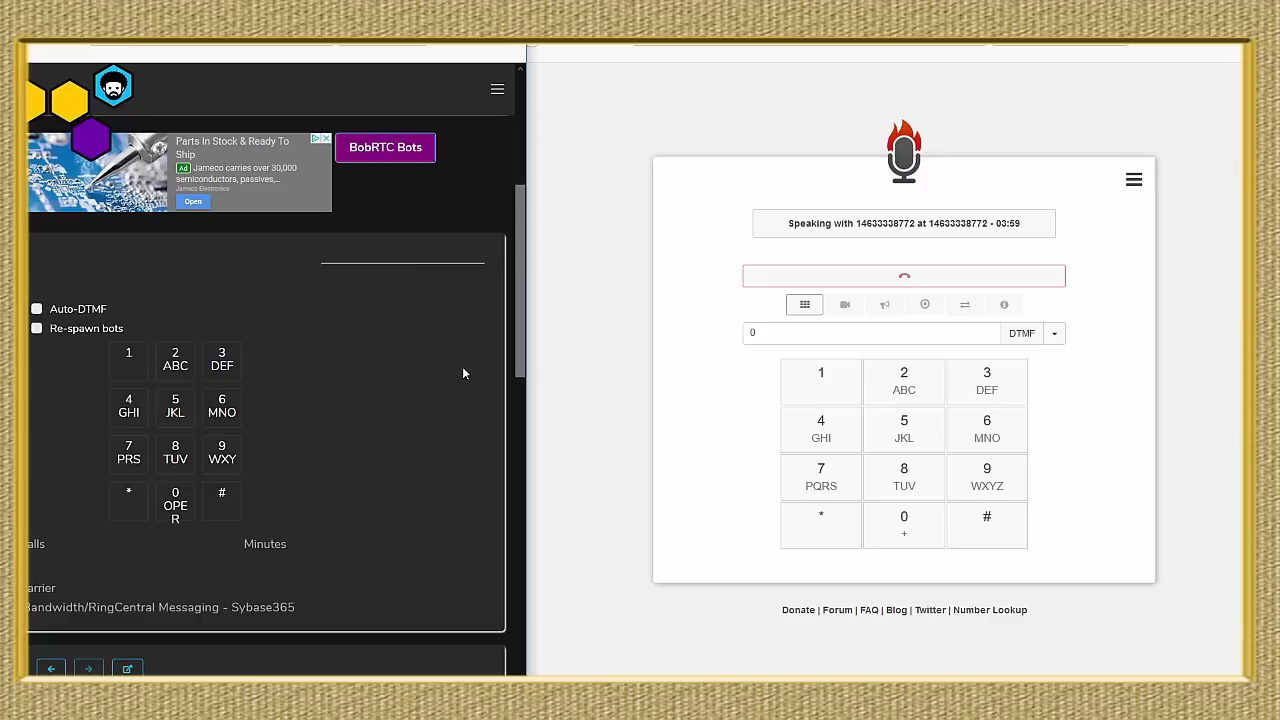 Parts In Stock & Ready To
Ship
Ad Jameco carries over 30,000
semiconductors, passives,...
Jameco Electronics
Open
BobRTC Bots
Auto-DTMF
Re-spawn bots
1
2
ABC
3
DEF
4
GHI
5
JKL
6
MNO
7
PRS
8
TUV
9
WXY
*
0
OPE
R
#
alls
Minutes
arrier
Bandwidth/RingCentral Messaging - Sybase365
Speaking with 14633338772 at 14633338772 - 03:59
0
DTMF
1
2
ABC
3
DEF
4
GHI
5
JKL
6
MNO
7
PQRS
8
TUV
9
WXYZ
*
0
+
#
Donate | Forum | FAQ | Blog | Twitter | Number Lookup